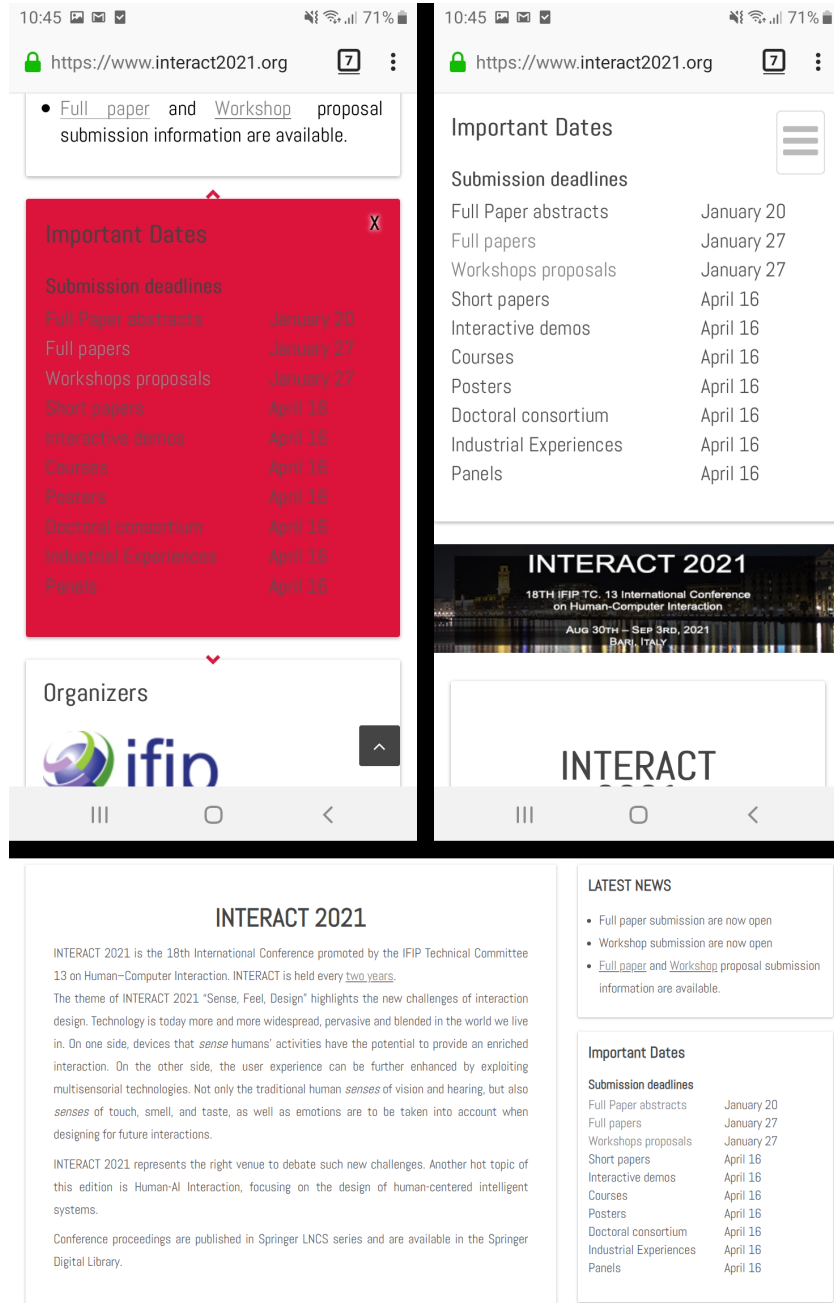 10:45
71%
https://www.interact2021.org
7
Full paper and Workshop proposal
submission information are available.
X
Important Dates
Submission deadlines
Full Paper abstracts January 20
Full papers January 27
Workshops proposals January 27
Short papers April 16
Interactive demos April 16
Courses April 16
Posters April 16
Doctoral consortium April 16
Industrial Experiences April 16
Panels April 16
Organizers
ifip
10:45
71%
https://www.interact2021.org
7
Important Dates
Submission deadlines
Full Paper abstracts January 20
Full papers January 27
Workshops proposals January 27
Short papers April 16
Interactive demos April 16
Courses April 16
Posters April 16
Doctoral consortium April 16
Industrial Experiences April 16
Panels April 16
INTERACT 2021
18TH IFIP TC. 13 International Conference
on Human-Computer Interaction
AUG 30TH – SEP 3RD, 2021
BARI, ITALY
INTERACT
2021
INTERACT 2021
INTERACT 2021 is the 18th International Conference promoted by the IFIP Technical Committee
13 on Human–Computer Interaction. INTERACT is held every two years.
The theme of INTERACT 2021 “Sense, Feel, Design” highlights the new challenges of interaction
design. Technology is today more and more widespread, pervasive and blended in the world we live
in. On one side, devices that sense humans’ activities have the potential to provide an enriched
interaction. On the other side, the user experience can be further enhanced by exploiting
multisensorial technologies. Not only the traditional human senses of vision and hearing, but also
senses of touch, smell, and taste, as well as emotions are to be taken into account when
designing for future interactions.
INTERACT 2021 represents the right venue to debate such new challenges. Another hot topic of
this edition is Human-AI Interaction, focusing on the design of human-centered intelligent
systems.
Conference proceedings are published in Springer LNCS series and are available in the Springer
Digital Library.
LATEST NEWS
Full paper submission are now open
Workshop submission are now open
Full paper and Workshop proposal submission
information are available.
Important Dates
Submission deadlines
Full Paper abstracts January 20
Full papers January 27
Workshops proposals January 27
Short papers April 16
Interactive demos April 16
Courses April 16
Posters April 16
Doctoral consortium April 16
Industrial Experiences April 16
Panels April 16